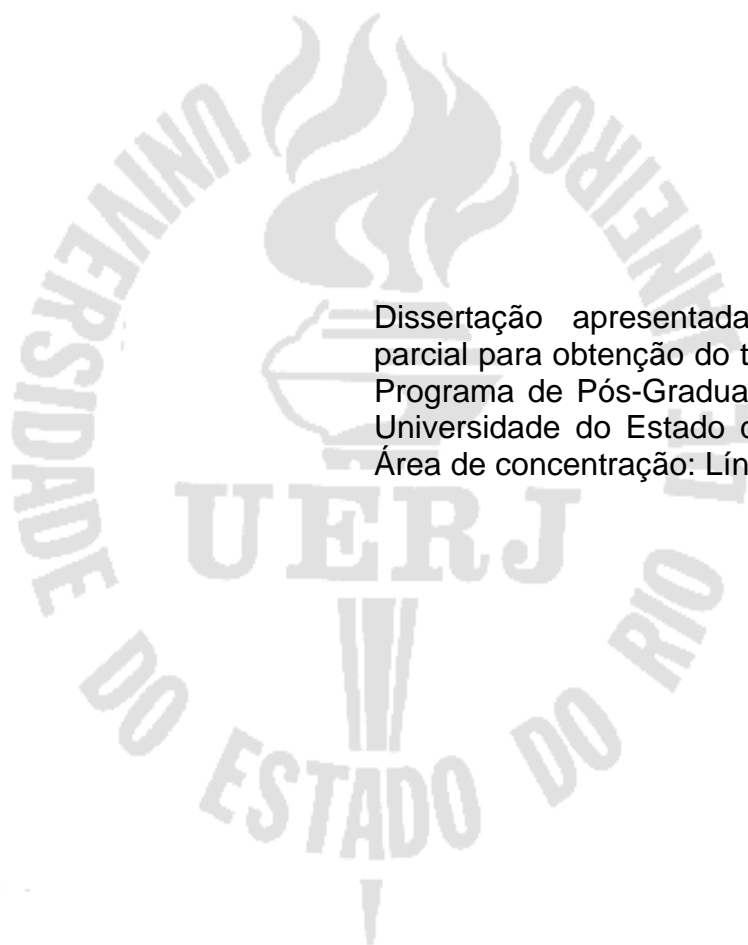 UNIVERSIDADE DO ESTADO DO RIO DE JANEIRO
Dissertação apresentada
parcial para obtenção do
Programa de Pós-Gradua
Universidade do Estado
Área de concentração: Lín
UERJ